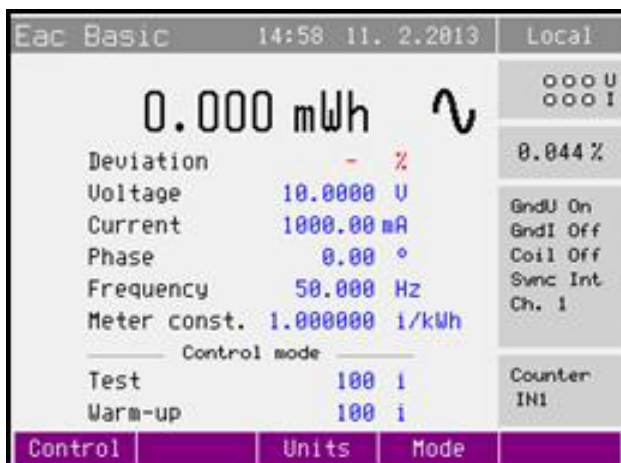 Eac Basic 14:58 11. 2.2013 Local
ooo U
ooo I
0.000 mWh
0.044 %
Deviation - %
Voltage 10.0000 V
Current 1000.00 mA
Phase 0.00 °
Frequency 50.000 Hz
Meter const. 1.000000 i/kWh
Control mode
Test 100 i
Warm-up 100 i
GndU On
GndI Off
Coil Off
Sync Int
Ch. 1
Counter
IN1
Control Units Mode